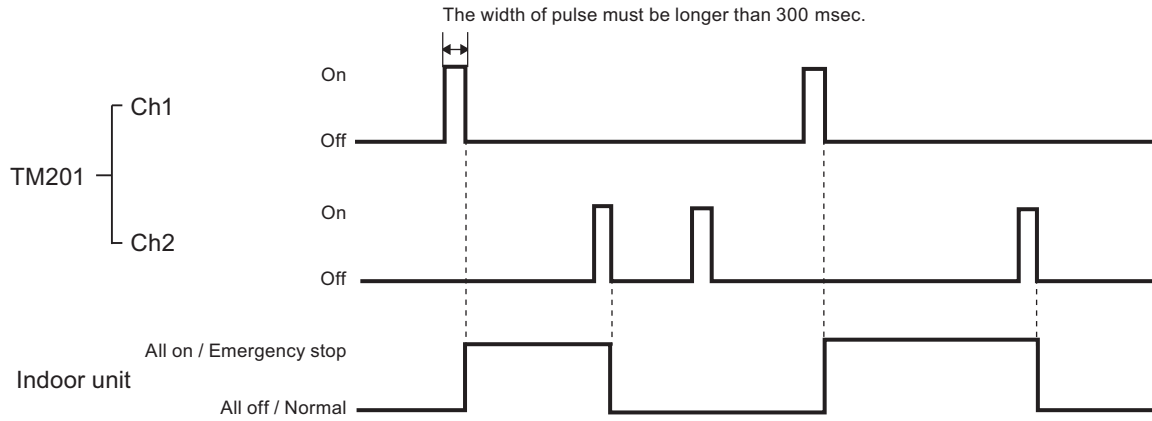 The width of pulse must be longer than 300 msec.
On
Ch1
Off
TM201
On
Ch2
Off
All on / Emergency stop
Indoor unit
All off / Normal